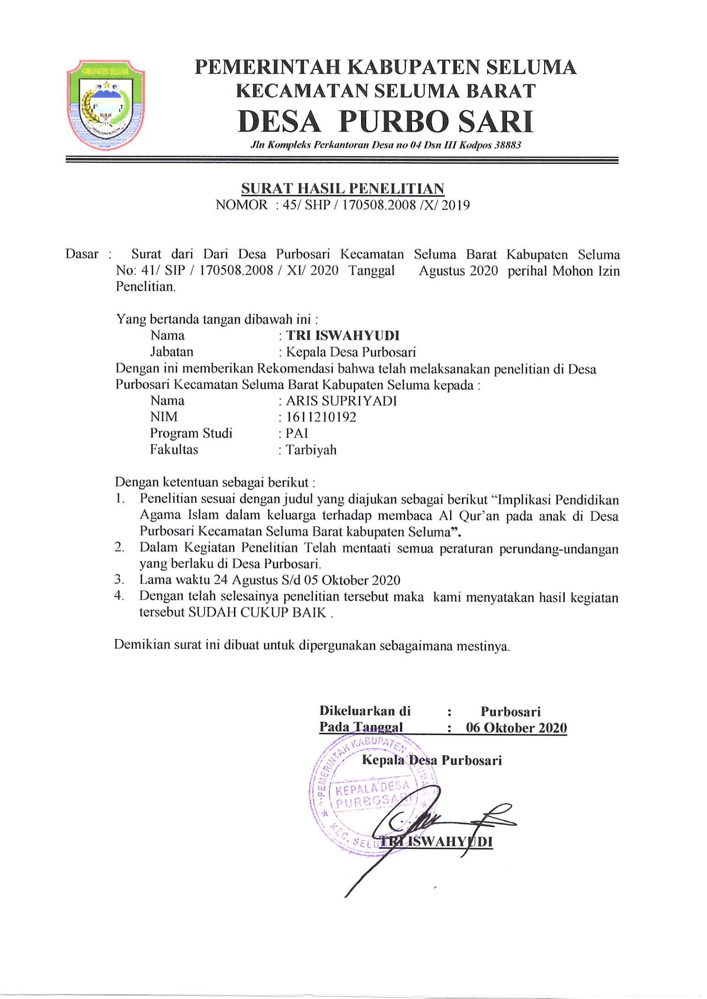 KABUPATEN SELUMA
PEMERINTAH KABUPATEN SELUMA
KECAMATAN SELUMA BARAT
DESA PURBO SARI
Jln Kompleks Perkantoran Desa no 04 Dsn III Kodpos 38883
SURAT HASIL PENELITIAN
NOMOR : 45/ SHP / 170508.2008 /X/ 2019
Dasar : Surat dari Dari Desa Purbosari Kecamatan Seluma Barat Kabupaten Seluma
No: 41/ SIP / 170508.2008 / XI/ 2020 Tanggal Agustus 2020 perihal Mohon Izin
Penelitian.
Yang bertanda tangan dibawah ini :
Nama : TRI ISWAHYUDI
Jabatan : Kepala Desa Purbosari
Dengan ini memberikan Rekomendasi bahwa telah melaksanakan penelitian di Desa
Purbosari Kecamatan Seluma Barat Kabupaten Seluma kepada :
Nama : ARIS SUPRIYADI
NIM : 1611210192
Program Studi : PAI
Fakultas : Tarbiyah
Dengan ketentuan sebagai berikut :
1. Penelitian sesuai dengan judul yang diajukan sebagai berikut “Implikasi Pendidikan
Agama Islam dalam keluarga terhadap membaca Al Qur’an pada anak di Desa
Purbosari Kecamatan Seluma Barat kabupaten Seluma”.
2. Dalam Kegiatan Penelitian Telah mentaati semua peraturan perundang-undangan
yang berlaku di Desa Purbosari.
3. Lama waktu 24 Agustus S/d 05 Oktober 2020
4. Dengan telah selesainya penelitian tersebut maka kami menyatakan hasil kegiatan
tersebut SUDAH CUKUP BAIK .
Demikian surat ini dibuat untuk dipergunakan sebagaimana mestinya.
Dikeluarkan di : Purbosari
Pada Tanggal : 06 Oktober 2020
Kepala Desa Purbosari
PEMERINTAH KABUPATEN SELUMA
KEPALA DESA
PURBOSARI
KEC. SELUMA
TRI ISWAHYUDI